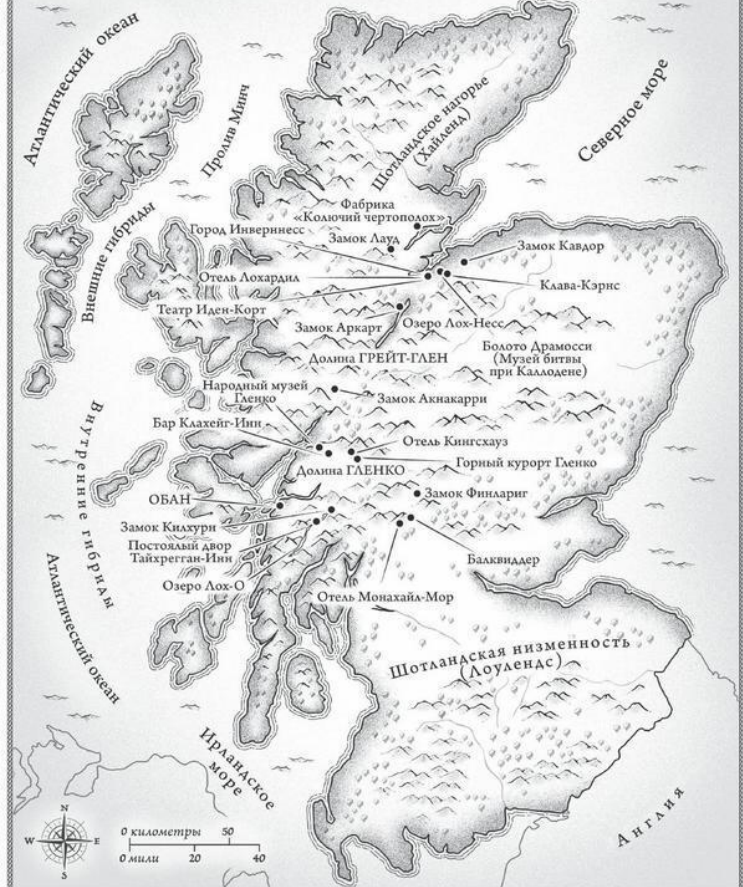 Атлантический океан
Пролив Минч
Северное море
Шотландское нагорье
(Хайленд)
Внешние гибриды
Фабрика
«Колючий чертополох»
Город Инвернесс
Замок Лауд
Замок Кавдор
Отель Лохардил
Клава-Кэрнс
Театр Иден-Корт
Замок Аркарт
Озеро Лох-Несс
Болото Драмосси
(Музей битвы
при Каллодене)
Долина ГРЕЙТ-ГЛЕН
Народный музей
Гленко
Замок Акнакарри
Бар Клахейг-Инн
Отель Кингсхауз
Долина ГЛЕНКО
Горный курорт Гленко
Внутренние гибриды
ОБАН
Замок Финлариг
Замок Килхурн
Постоялый двор
Тайхрегган-Инн
Балквиддер
Озеро Лох-О
Отель Монахайл-Мор
Атлантический океан
Шотландская низменность
(Лоулендс)
Ирландское
море
Англия
N
W E
S
0 километры 50
0 мили 20 40